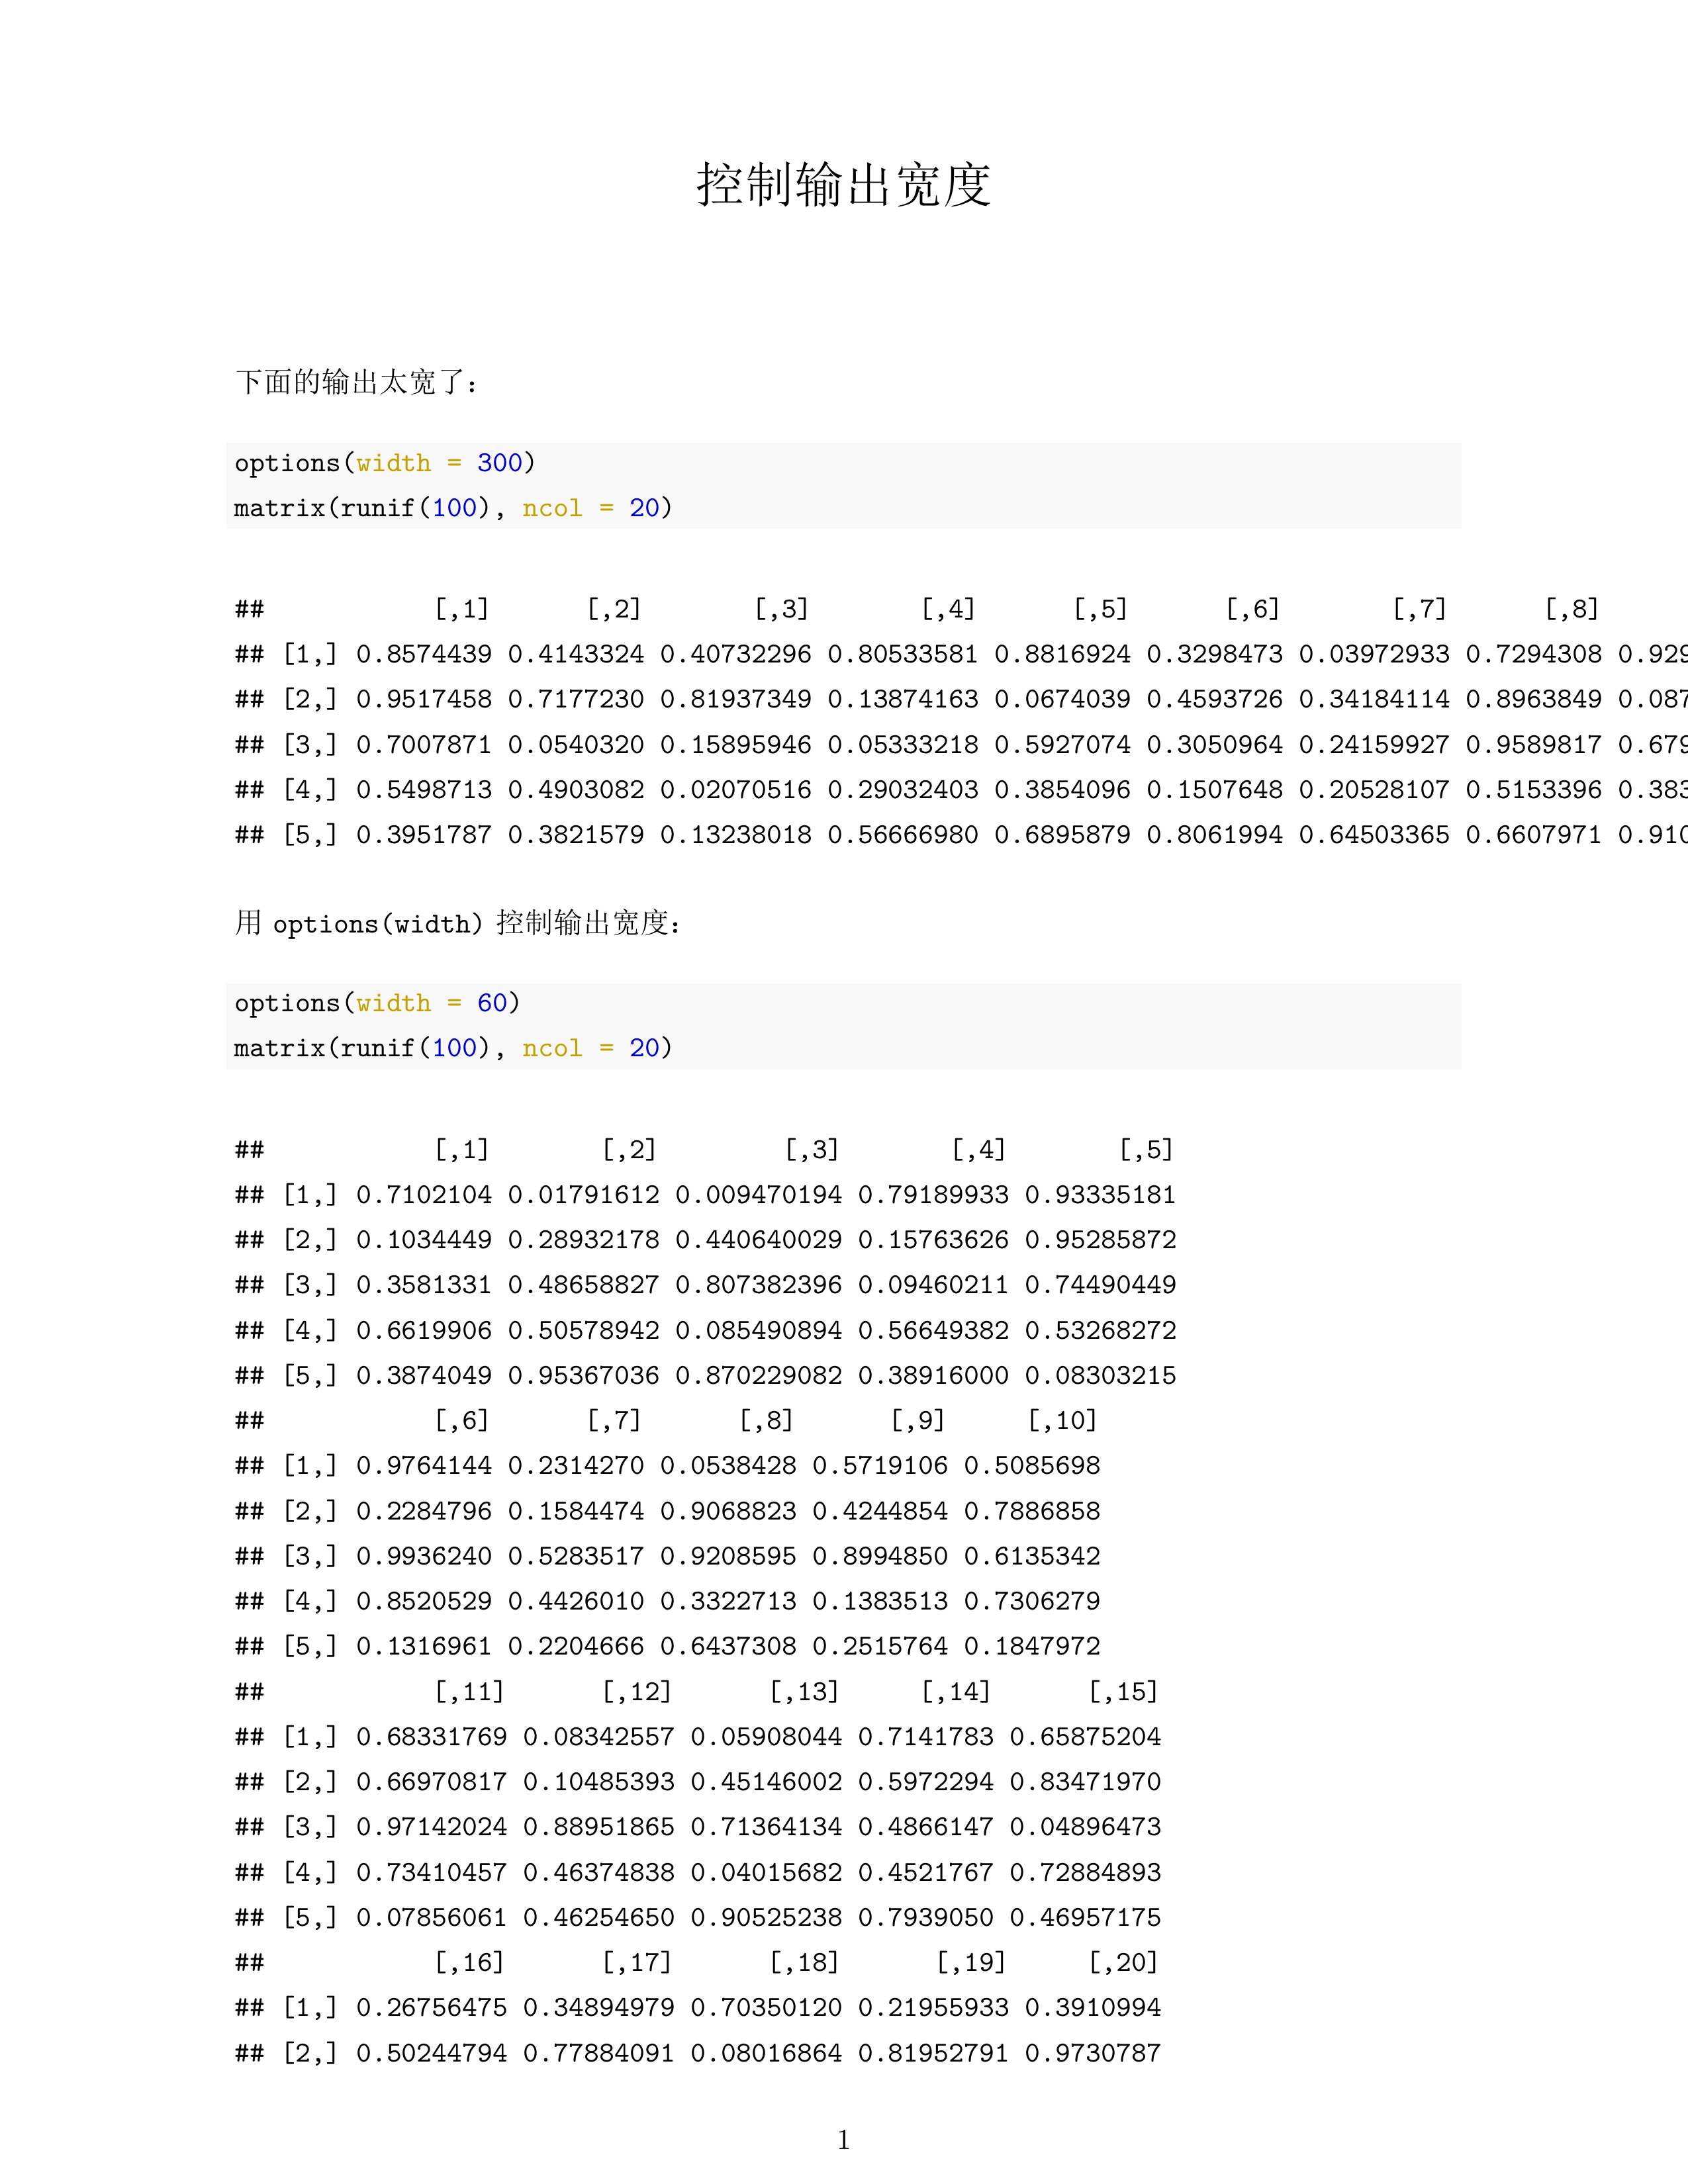 控制输出宽度
下面的输出太宽了：
options(width = 300)
matrix(runif(100), ncol = 20)
##           [,1]      [,2]       [,3]       [,4]      [,5]      [,6]       [,7]      [,8]
## [1,] 0.8574439 0.4143324 0.40732296 0.80533581 0.8816924 0.3298473 0.03972933 0.7294308 0.929
## [2,] 0.9517458 0.7177230 0.81937349 0.13874163 0.0674039 0.4593726 0.34184114 0.8963849 0.087
## [3,] 0.7007871 0.0540320 0.15895946 0.05333218 0.5927074 0.3050964 0.24159927 0.9589817 0.679
## [4,] 0.5498713 0.4903082 0.02070516 0.29032403 0.3854096 0.1507648 0.20528107 0.5153396 0.383
## [5,] 0.3951787 0.3821579 0.13238018 0.56666980 0.6895879 0.8061994 0.64503365 0.6607971 0.910
用 options(width) 控制输出宽度：
options(width = 60)
matrix(runif(100), ncol = 20)
##           [,1]       [,2]        [,3]       [,4]       [,5]
## [1,] 0.7102104 0.01791612 0.009470194 0.79189933 0.93335181
## [2,] 0.1034449 0.28932178 0.440640029 0.15763626 0.95285872
## [3,] 0.3581331 0.48658827 0.807382396 0.09460211 0.74490449
## [4,] 0.6619906 0.50578942 0.085490894 0.56649382 0.53268272
## [5,] 0.3874049 0.95367036 0.870229082 0.38916000 0.08303215
##           [,6]      [,7]      [,8]      [,9]     [,10]
## [1,] 0.9764144 0.2314270 0.0538428 0.5719106 0.5085698
## [2,] 0.2284796 0.1584474 0.9068823 0.4244854 0.7886858
## [3,] 0.9936240 0.5283517 0.9208595 0.8994850 0.6135342
## [4,] 0.8520529 0.4426010 0.3322713 0.1383513 0.7306279
## [5,] 0.1316961 0.2204666 0.6437308 0.2515764 0.1847972
##           [,11]      [,12]      [,13]     [,14]      [,15]
## [1,] 0.68331769 0.08342557 0.05908044 0.7141783 0.65875204
## [2,] 0.66970817 0.10485393 0.45146002 0.5972294 0.83471970
## [3,] 0.97142024 0.88951865 0.71364134 0.4866147 0.04896473
## [4,] 0.73410457 0.46374838 0.04015682 0.4521767 0.72884893
## [5,] 0.07856061 0.46254650 0.90525238 0.7939050 0.46957175
##           [,16]      [,17]      [,18]      [,19]     [,20]
## [1,] 0.26756475 0.34894979 0.70350120 0.21955933 0.3910994
## [2,] 0.50244794 0.77884091 0.08016864 0.81952791 0.9730787
1